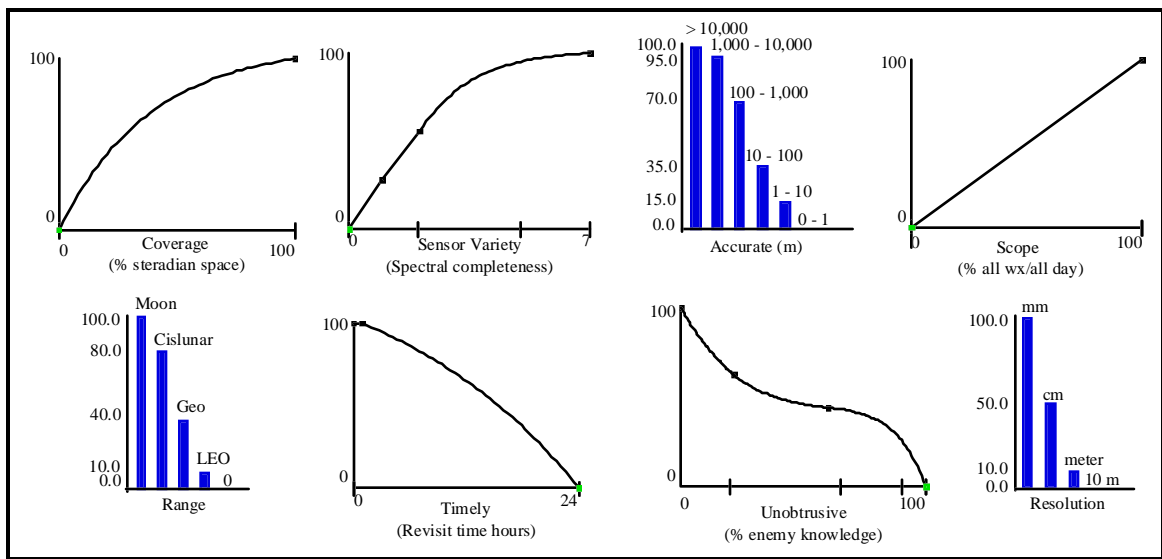 100
0
0
100
Coverage
(% steradian space)
100
0
0
7
Sensor Variety
(Spectral completeness)
> 10,000
100.0
1,000 - 10,000
95.0
100 - 1,000
70.0
10 - 100
35.0
1 - 10
15.0
0 - 1
0.0
Accurate (m)
100
0
0
100
Scope
(% all wx/all day)
Moon
100.0
Cislunar
80.0
Geo
40.0
LEO
10.0
0
0.0
Range
100
0
0
24
Timely
(Revisit time hours)
100
0
0
100
Unobtrusive
(% enemy knowledge)
mm
100.0
cm
50.0
meter
10.0
10 m
0.0
Resolution